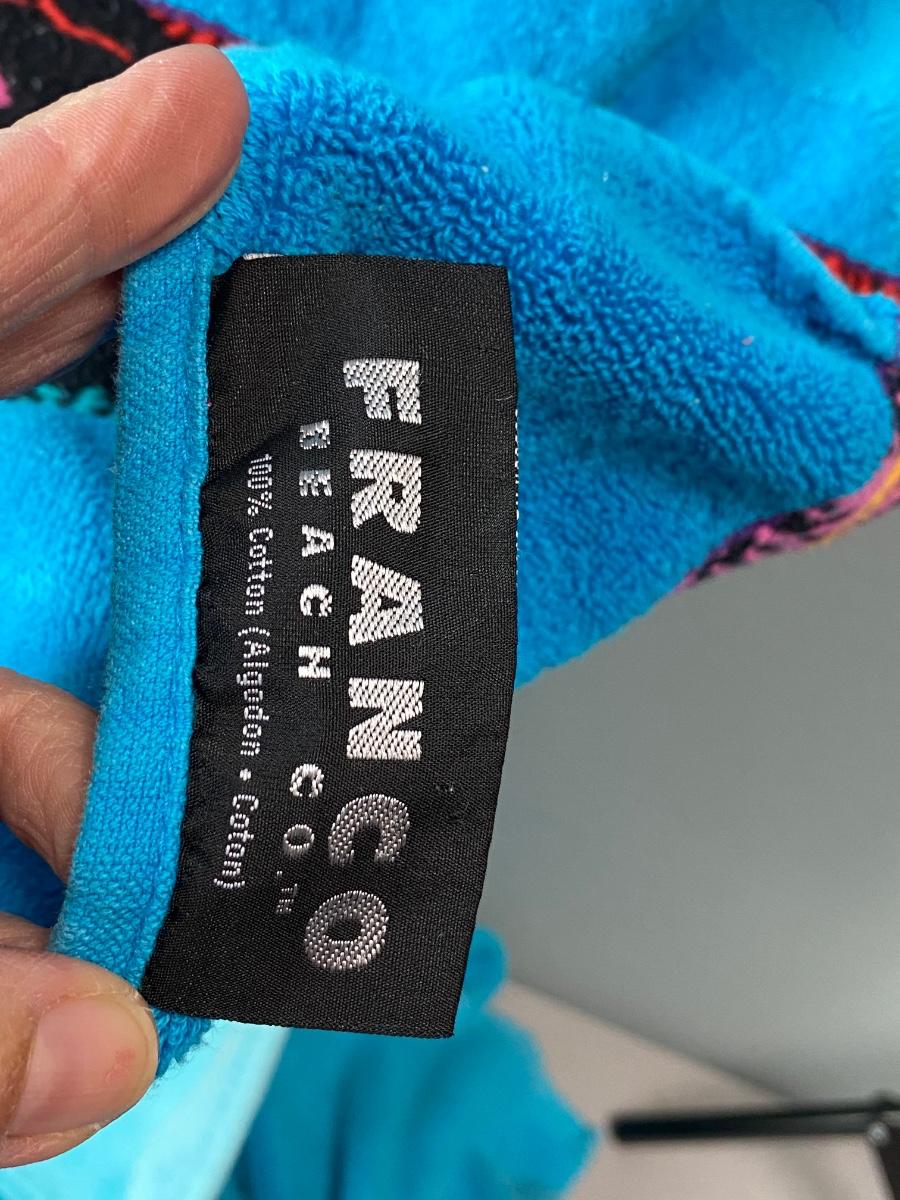 FRANCO
BEACH CO.™
100% Cotton (Algodon • Coton)